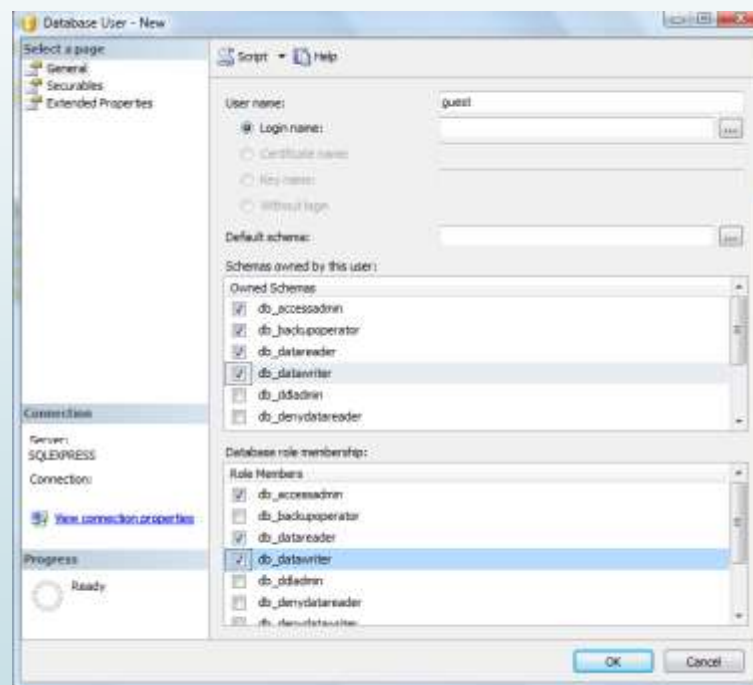 Database User - New
Select a page
General
Securables
Extended Properties
Script Help
User name: guest
Login name:
Certificate name:
Key name:
Without login
Default schema:
Schemas owned by this user:
Owned Schemas
db_accessadmin
db_backupoperator
db_datareader
db_datawriter
db_ddladmin
db_denydatareader
Database role membership:
Role Members
db_accessadmin
db_backupoperator
db_datareader
db_datawriter
db_ddladmin
db_denydatareader
db_denydatawriter
Connection
Server:
SQLEXPRESS
Connection:
View connection properties
Progress
Ready
OK Cancel